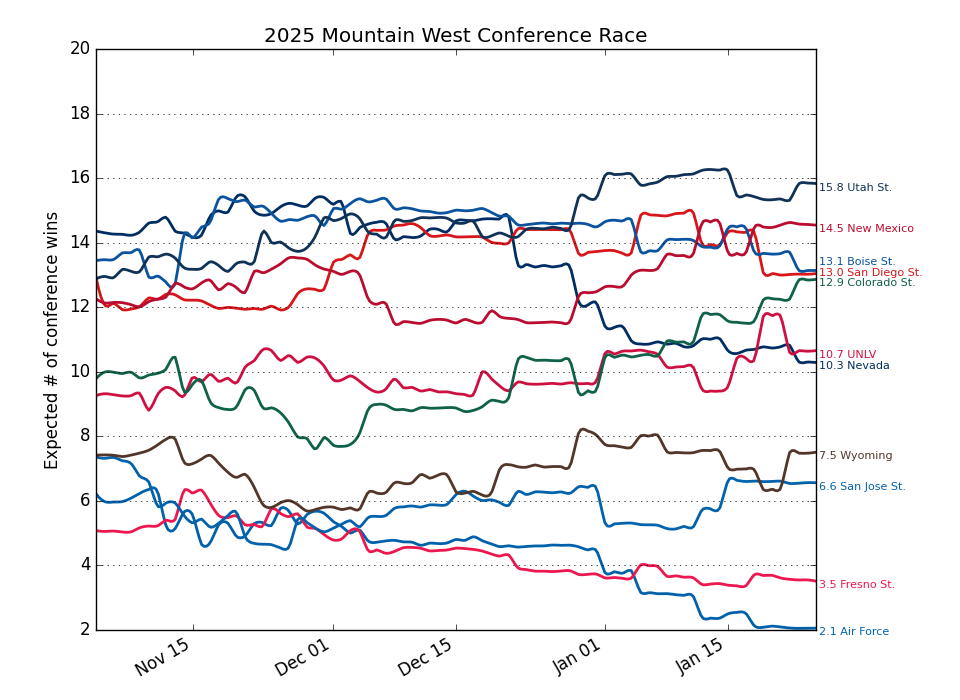 2025 Mountain West Conference Race
Expected # of conference wins
20
18
16
14
12
10
8
6
4
2
15.8 Utah St.
14.5 New Mexico
13.1 Boise St.
13.0 San Diego St.
12.9 Colorado St.
10.7 UNLV
10.3 Nevada
7.5 Wyoming
6.6 San Jose St.
3.5 Fresno St.
2.1 Air Force
Nov 15
Dec 01
Dec 15
Jan 01
Jan 15